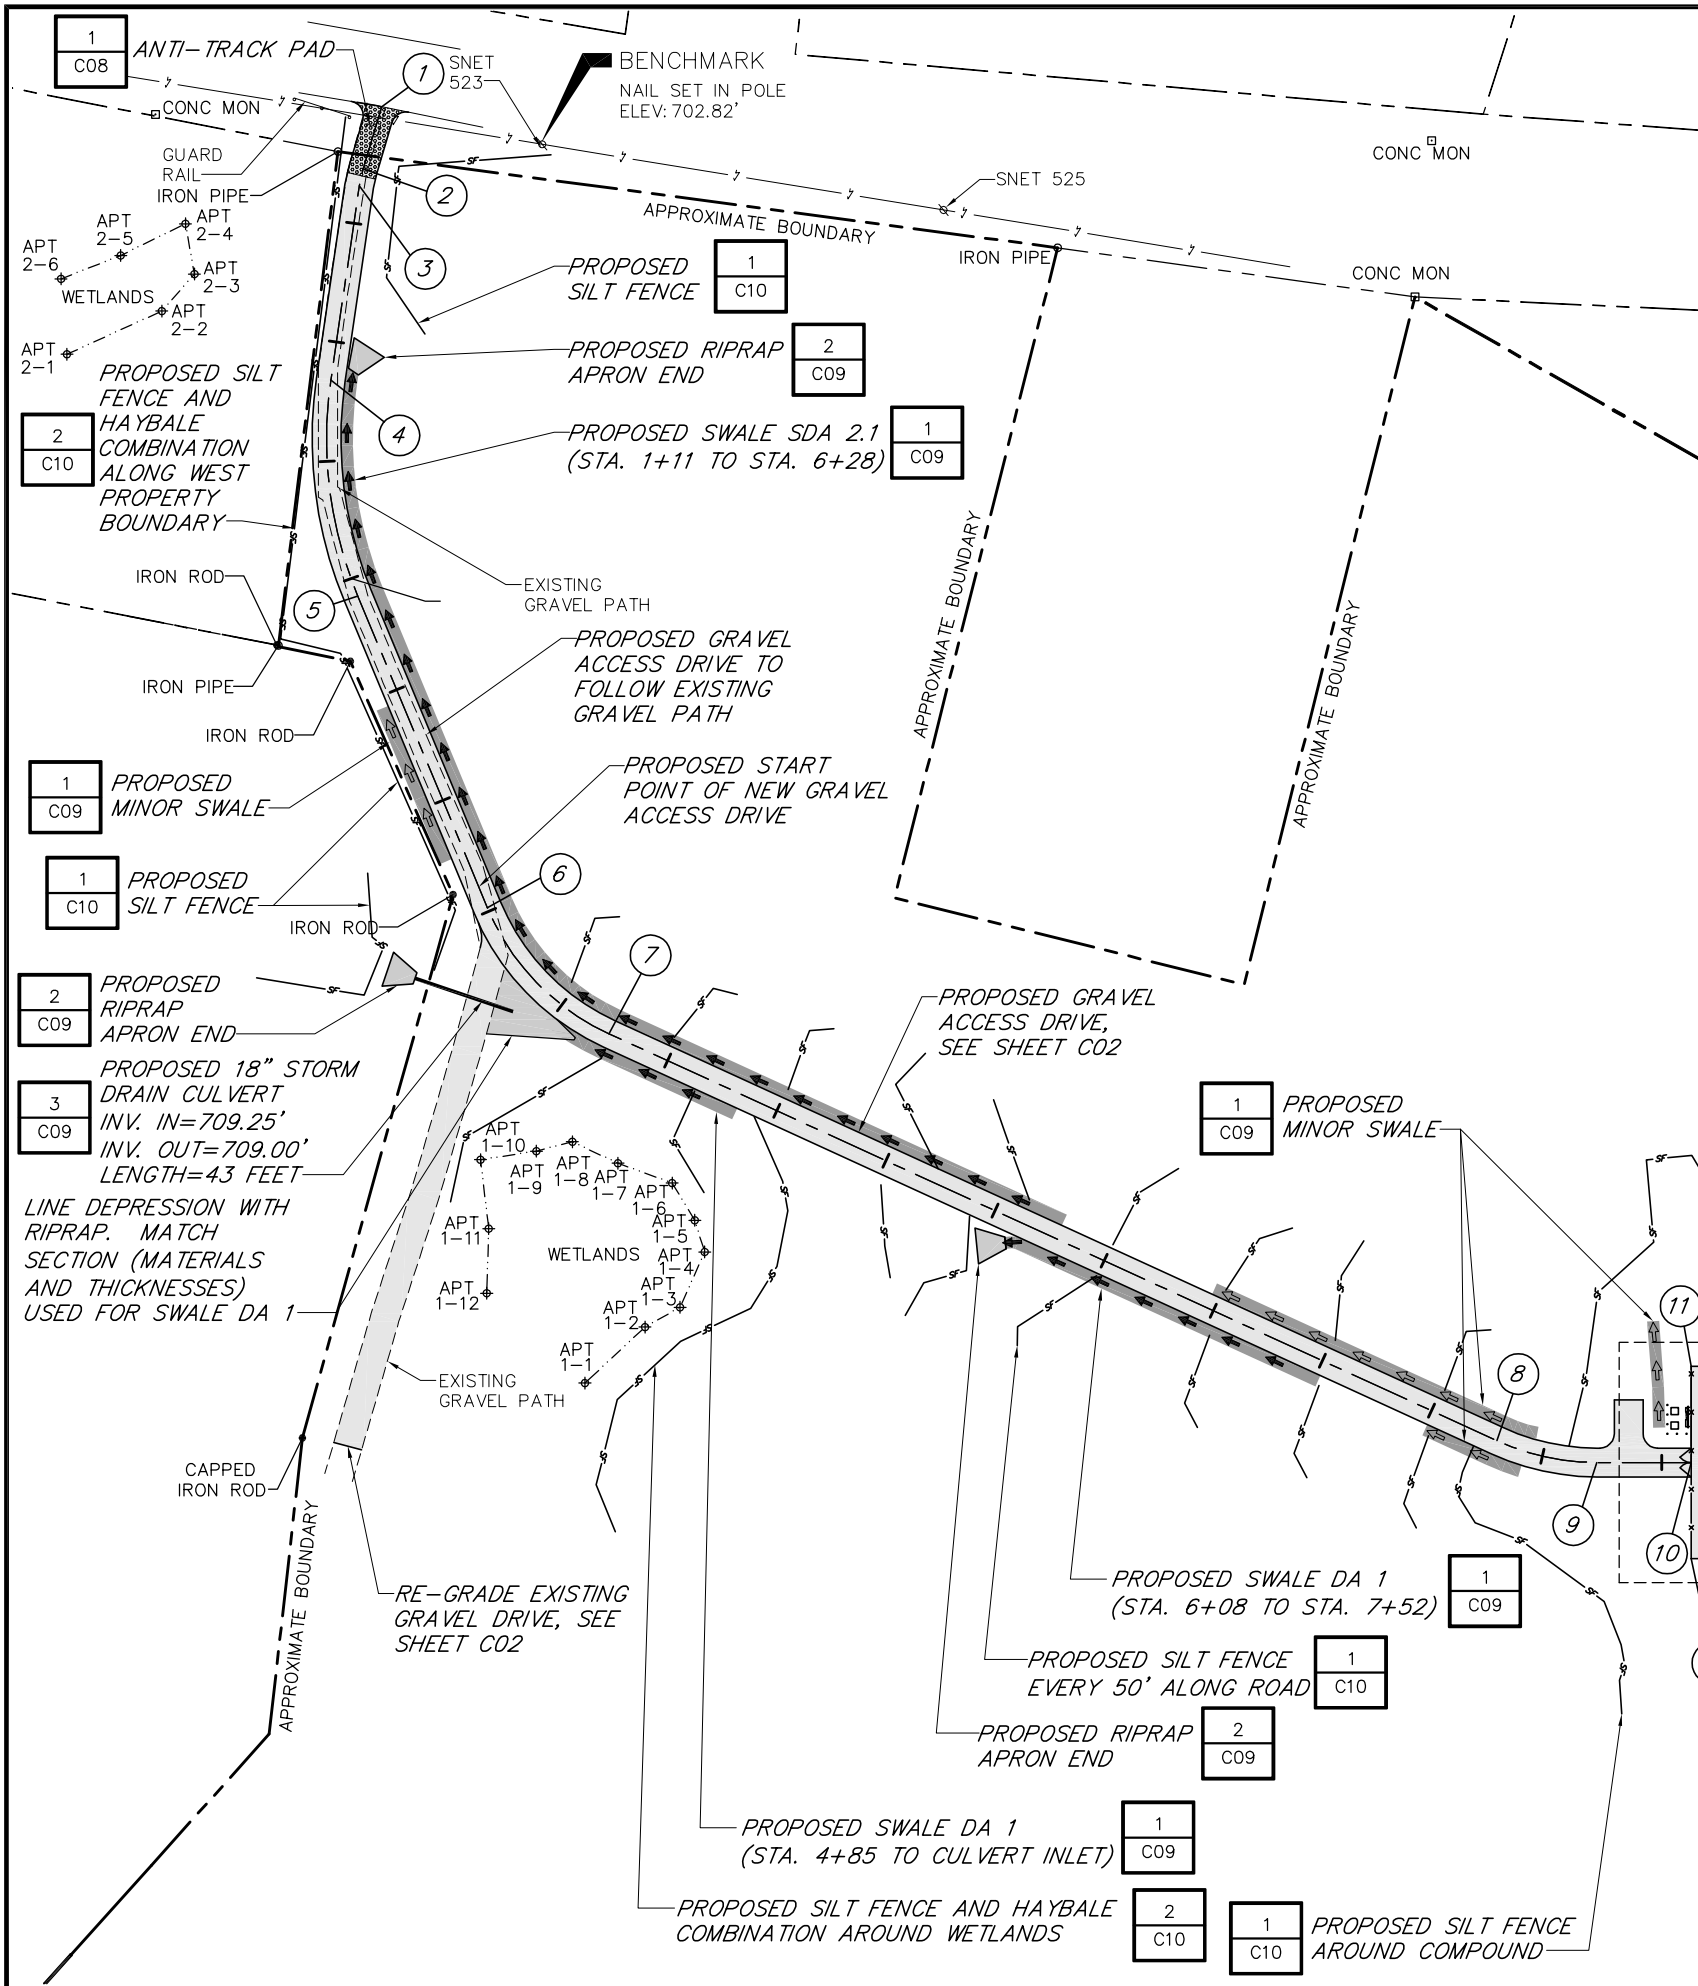 1
C08
ANTI-TRACK PAD
1
SNET
523
BENCHMARK
NAIL SET IN POLE
ELEV: 702.82'
CONC MON
GUARD
RAIL
IRON PIPE
2
CONC MON
SNET 525
APPROXIMATE BOUNDARY
IRON PIPE
CONC MON
APT
2-6
APT
2-5
APT
2-4
APT
2-3
WETLANDS
APT
2-2
APT
2-1
3
PROPOSED
SILT FENCE
1
C10
PROPOSED RIPRAP
APRON END
2
C09
4
PROPOSED SWALE SDA 2.1
(STA. 1+11 TO STA. 6+28)
1
C09
2
C10
PROPOSED SILT
FENCE AND
HAYBALE
COMBINATION
ALONG WEST
PROPERTY
BOUNDARY
IRON ROD
5
EXISTING
GRAVEL PATH
APPROXIMATE BOUNDARY
APPROXIMATE BOUNDARY
PROPOSED GRAVEL
ACCESS DRIVE TO
FOLLOW EXISTING
GRAVEL PATH
IRON PIPE
IRON ROD
1
C09
PROPOSED
MINOR SWALE
PROPOSED START
POINT OF NEW GRAVEL
ACCESS DRIVE
1
C10
PROPOSED
SILT FENCE
6
IRON ROD
7
2
C09
PROPOSED
RIPRAP
APRON END
SF
SF
PROPOSED GRAVEL
ACCESS DRIVE,
SEE SHEET C02
3
C09
PROPOSED 18" STORM
DRAIN CULVERT
INV. IN=709.25'
INV. OUT=709.00'
LENGTH=43 FEET
1
C09
PROPOSED
MINOR SWALE
LINE DEPRESSION WITH
RIPRAP. MATCH
SECTION (MATERIALS
AND THICKNESSES)
USED FOR SWALE DA 1
APT
1-10
APT
1-9
APT
1-8
APT
1-7
APT
1-6
APT
1-5
APT
1-4
APT
1-3
APT
1-2
APT
1-1
APT
1-11
APT
1-12
WETLANDS
SF
SF
SF
EXISTING
GRAVEL PATH
8
11
CAPPED
IRON ROD
9
10
APPROXIMATE BOUNDARY
RE-GRADE EXISTING
GRAVEL DRIVE, SEE
SHEET C02
PROPOSED SWALE DA 1
(STA. 6+08 TO STA. 7+52)
1
C09
PROPOSED SILT FENCE
EVERY 50' ALONG ROAD
1
C10
PROPOSED RIPRAP
APRON END
2
C09
PROPOSED SWALE DA 1
(STA. 4+85 TO CULVERT INLET)
1
C09
PROPOSED SILT FENCE AND HAYBALE
COMBINATION AROUND WETLANDS
2
C10
1
C10
PROPOSED SILT FENCE
AROUND COMPOUND